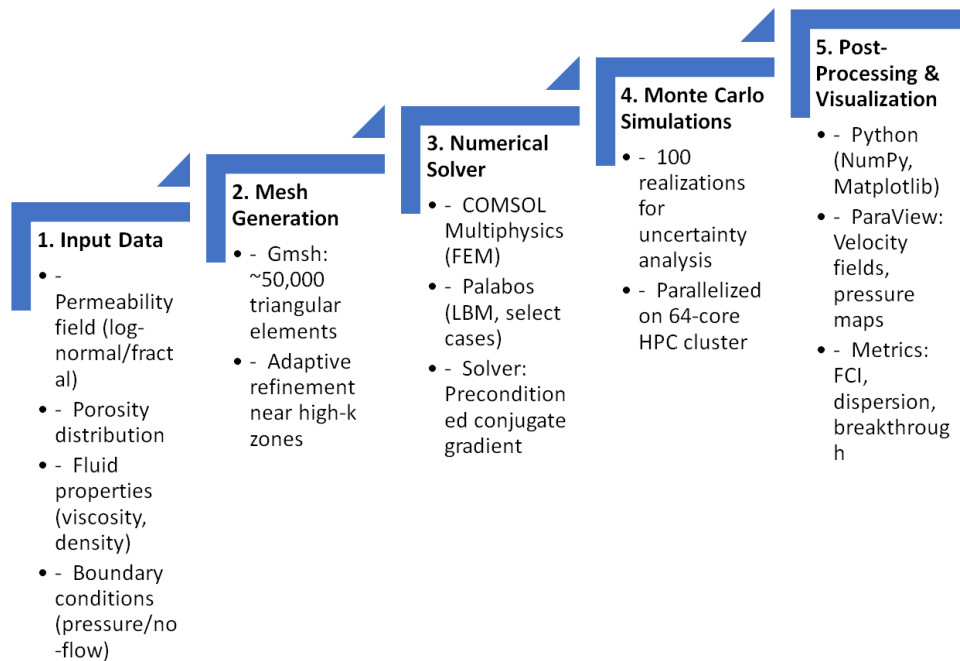 1. Input Data
• -
Permeability
field (log-
normal/fract
al)
• - Porosity
distribution
• - Fluid
properties
(viscosity,
density)
• - Boundary
conditions
(pressure/no
-flow)
2. Mesh
Generation
• - Gmsh:
~50,000
triangular
elements
• - Adaptive
refinement
near high-k
zones
3. Numerical
Solver
• - COMSOL
Multiphysics
(FEM)
• - Palabos
(LBM, select
cases)
• - Solver:
Precondition
ed conjugate
gradient
4. Monte Carlo
Simulations
• - 100
realizations
for
uncertainty
analysis
• - Parallelized
on 64-core
HPC cluster
5. Post-
Processing &
Visualization
• - Python
(NumPy,
Matplotlib)
• - ParaView:
Velocity
fields,
pressure
maps
• - Metrics:
FCI,
dispersion,
breakthroug
h